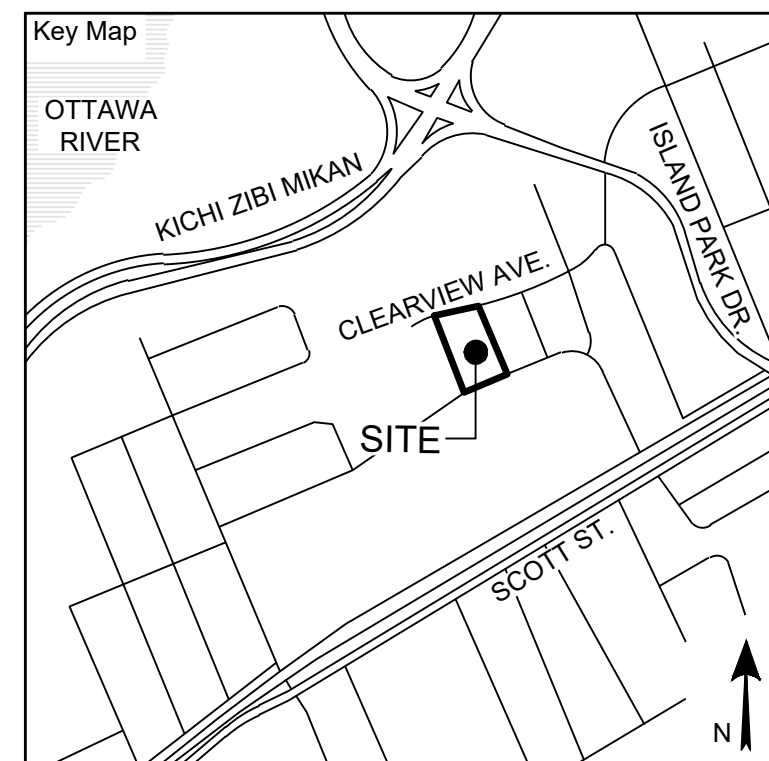 Key Map
OTTAWA
RIVER
KICHI ZIBI MIKAN
ISLAND PARK DR.
CLEARVIEW AVE.
SITE
SCOTT ST.
N